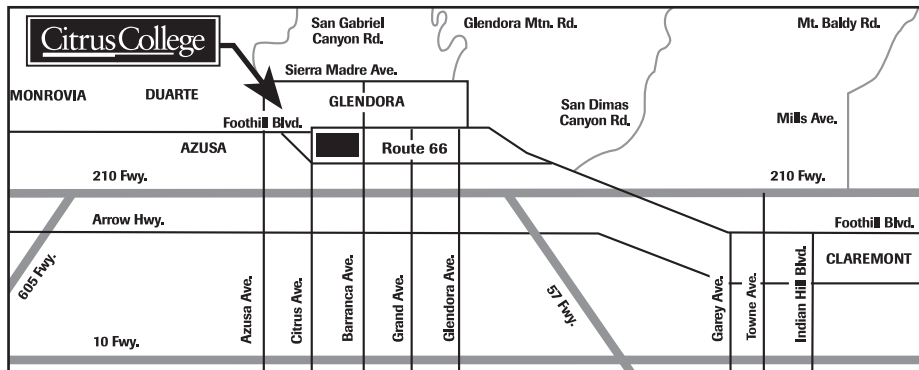 Citrus College
San Gabriel
Canyon Rd.
Glendora Mtn. Rd.
Mt. Baldy Rd.
Sierra Madre Ave.
MONROVIA
DUARTE
GLENDORA
San Dimas
Canyon Rd.
Foothill Blvd.
Mills Ave.
AZUSA
Route 66
210 Fwy.
210 Fwy.
Arrow Hwy.
Foothill Blvd.
CLAREMONT
605 Fwy.
Azusa Ave.
Citrus Ave.
Barranca Ave.
Grand Ave.
Glendora Ave.
57 Fwy.
Garey Ave.
Towne Ave.
Indian Hill Blvd.
10 Fwy.